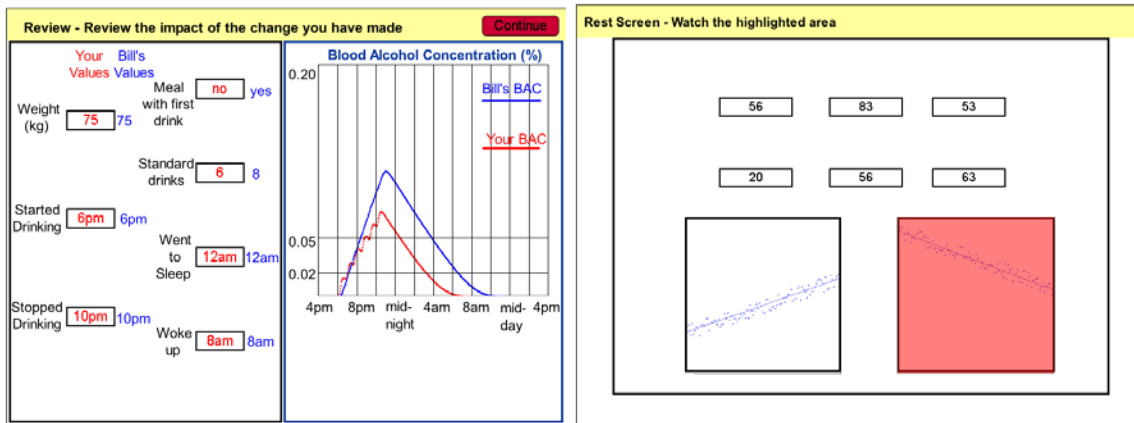 Review - Review the impact of the change you have made
Continue
Your Bill's
Values Values
Meal
with first
drink
no
yes
Weight
(kg)
75
75
Standard
drinks
6
8
Started
Drinking
6pm
6pm
Went
to
Sleep
12am
12am
Stopped
Drinking
10pm
10pm
Woke
up
8am
8am
Blood Alcohol Concentration (%)
0.20
Bill's BAC
Your BAC
0.05
0.02
4pm 8pm mid-night 4am 8am mid-day 4pm
Rest Screen - Watch the highlighted area
56 83 53
20 56 63